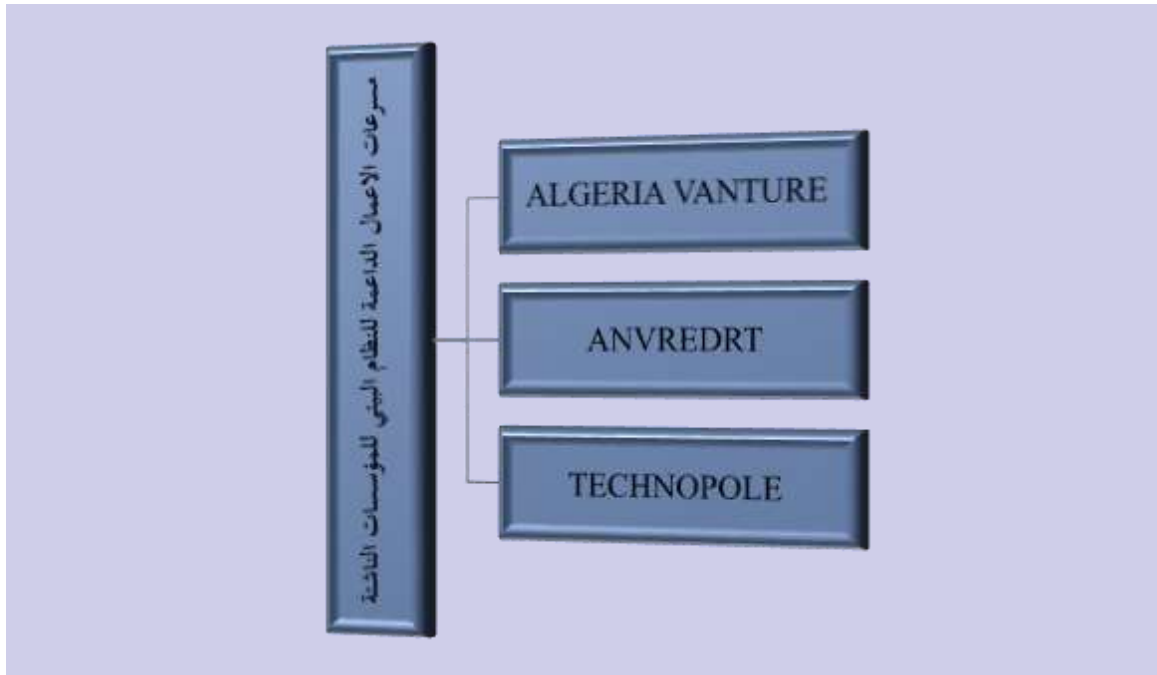 مسرعات الاعمال الداعمة للنظام البيئي للمؤسسات الناشئة
ALGERIA VANTURE
ANVREDRT
TECHNOPOLE